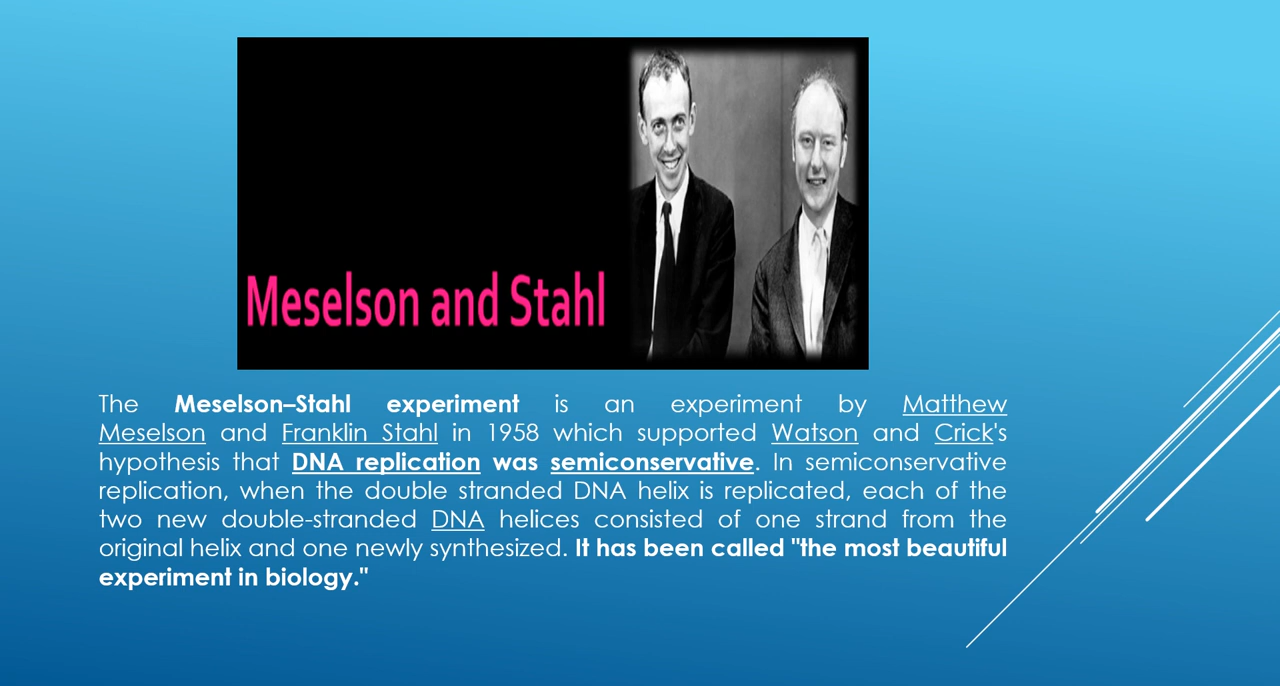 Meselson and Stahl
The Meselson–Stahl experiment is an experiment by Matthew
Meselson and Franklin Stahl in 1958 which supported Watson and Crick's
hypothesis that DNA replication was semiconservative. In semiconservative
replication, when the double stranded DNA helix is replicated, each of the
two new double-stranded DNA helices consisted of one strand from the
original helix and one newly synthesized. It has been called "the most beautiful
experiment in biology."